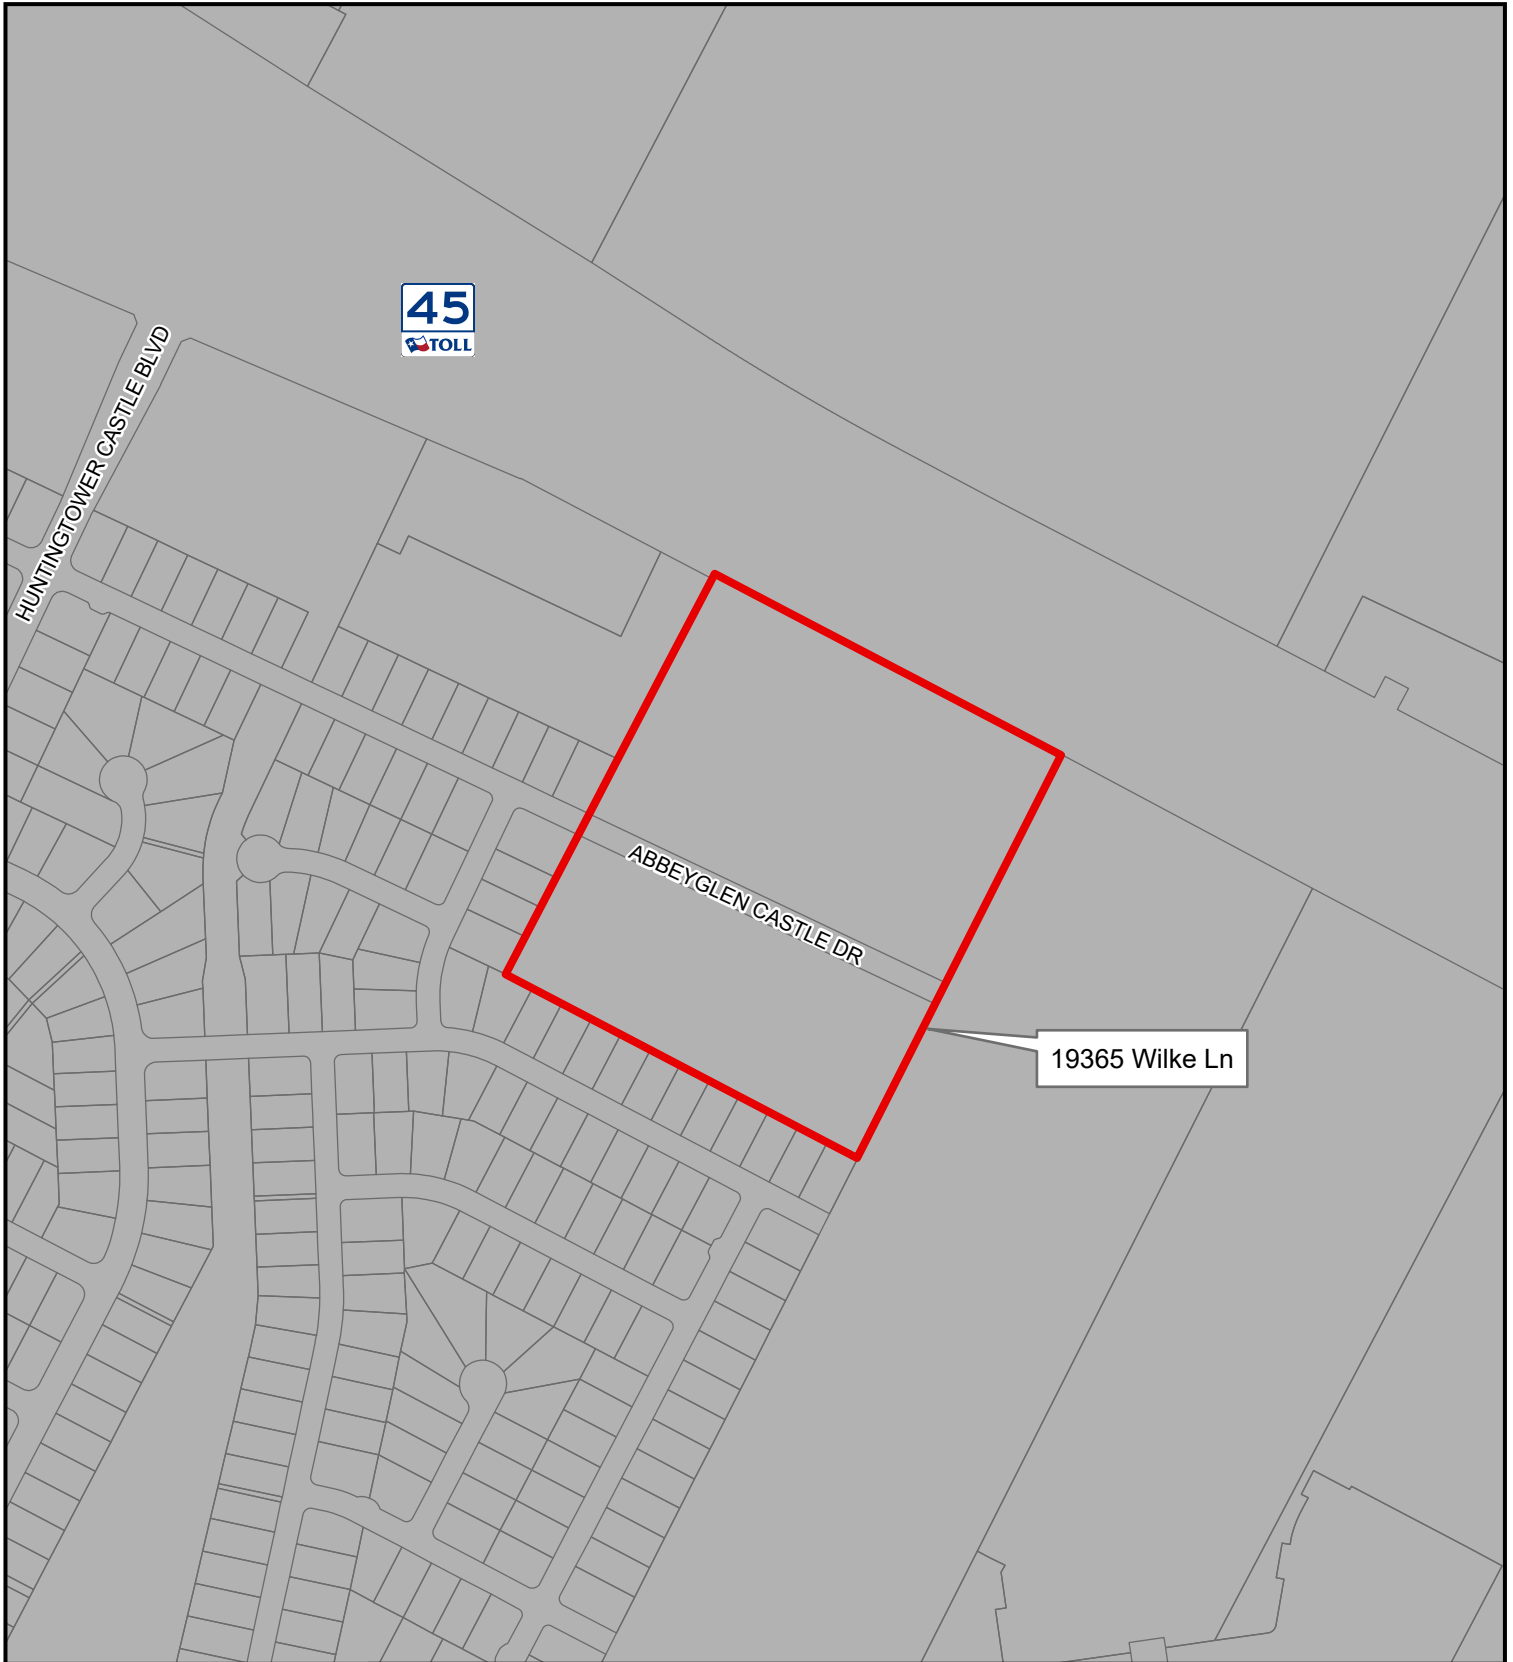 45
TOLL
HUNTINGTOWER CASTLE BLVD
ABBEYGLEN CASTLE DR
19365 Wilke Ln